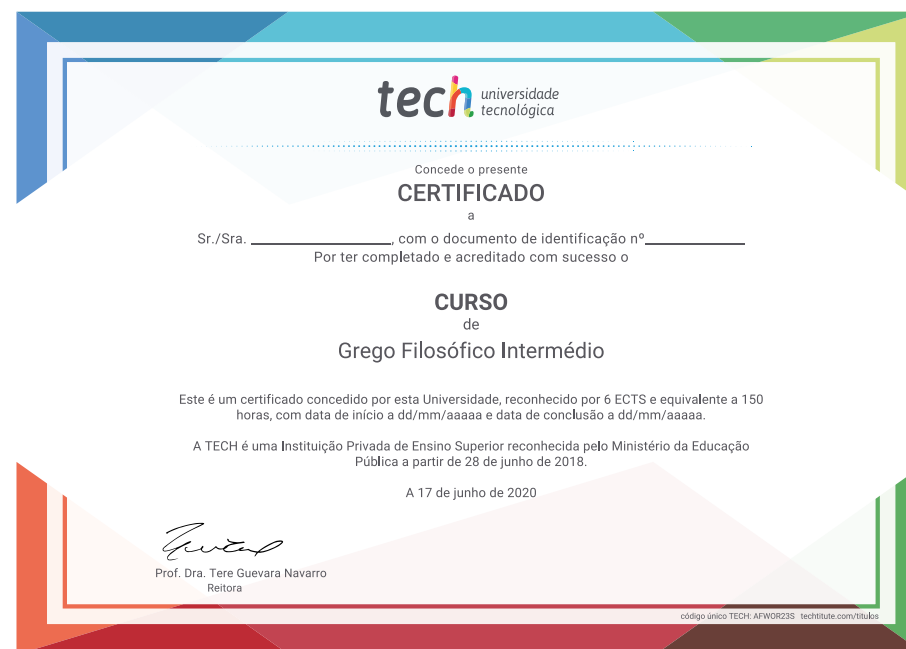 tech universidade
tecnológica
Concede o presente
CERTIFICADO
a
Sr./Sra. ____________________, com o documento de identificação nº______________
Por ter completado e acreditado com sucesso o
CURSO
de
Grego Filosófico Intermédio
Este é um certificado concedido por esta Universidade, reconhecido por 6 ECTS e equivalente a 150
horas, com data de início a dd/mm/aaaaa e data de conclusão a dd/mm/aaaaa.
A TECH é uma Instituição Privada de Ensino Superior reconhecida pelo Ministério da Educação
Pública a partir de 28 de junho de 2018.
A 17 de junho de 2020
Prof. Dra. Tere Guevara Navarro
Reitora
código único TECH: AFWOR23S techtitute.com/titulos